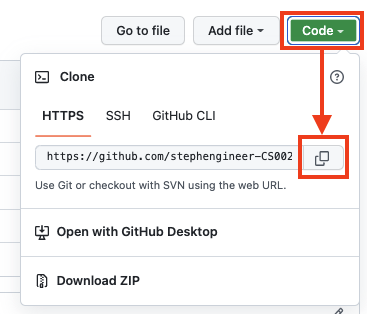 Go to file Add file Code
Clone
HTTPS SSH GitHub CLI
https://github.com/stephengineer-CS002
Use Git or checkout with SVN using the web URL.
Open with GitHub Desktop
Download ZIP